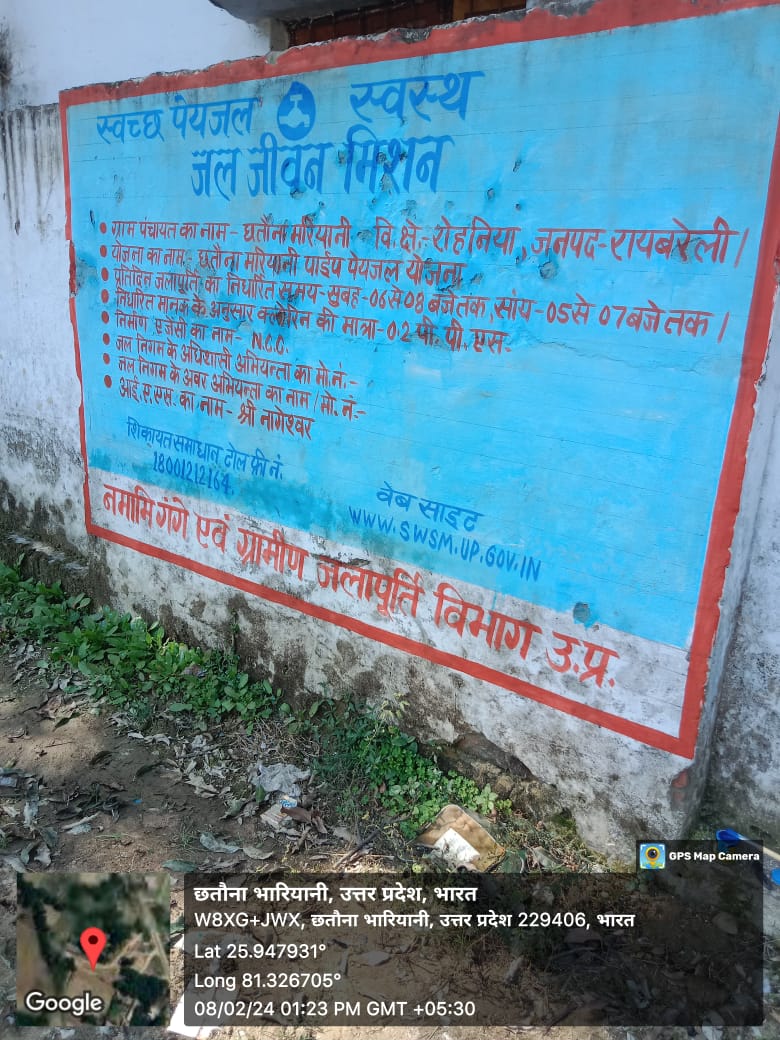 स्वच्छ पेयजल स्वस्थ
जल जीवन मिशन
• ग्राम पंचायत का नाम - छतौना मरियानी - वि.क्षे. - रोहनिया, जनपद - रायबरेली।
• योजना का नाम - छतौना मरियानी पाईप पेयजल योजना
• प्रतिदिन जलापूर्ति का निर्धारित समय - सुबह - 06 से 08 बजे तक, सांय - 05 से 07 बजे तक।
• निर्धारित मानक के अनुसार क्लोरिन की मात्रा - 0.2 पी. पी. एस.
• निर्माण एजेंसी का नाम - N.C.C.
• जल निगम के अधिशाषी अभियन्ता का मो. नं. -
• जल निगम के अवर अभियन्ता का नाम / मो. नं. -
• आई. एस. एस. का नाम - श्री नागेश्वर
शिकायत समाधान टोल फ्री नं.
18001212164
वेब साइट
WWW.SWSM.UP.GOV.IN
नमामि गंगे एवं ग्रामीण जलापूर्ति विभाग उ.प्र.
GPS Map Camera
छतौना भारियानी, उत्तर प्रदेश, भारत
W8XG+JWX, छतौना भारियानी, उत्तर प्रदेश 229406, भारत
Lat 25.947931°
Long 81.326705°
08/02/24 01:23 PM GMT +05:30
Google